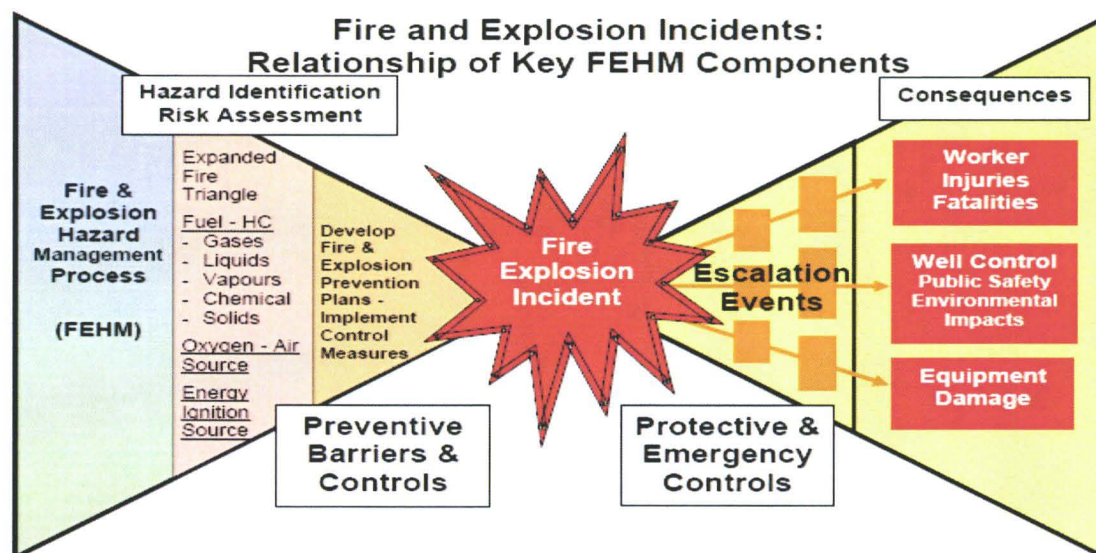 Fire and Explosion Incidents:
Relationship of Key FEHM Components
Hazard Identification
Risk Assessment
Consequences
Fire &
Explosion
Hazard
Management
Process
(FEHM)
Expanded
Fire
Triangle
Fuel - HC
- Gases
- Liquids
- Vapours
- Chemical
- Solids
Oxygen - Air
Source
Energy
Ignition
Source
Develop
Fire &
Explosion
Prevention
Plans -
Implement
Control
Measures
Fire
Explosion
Incident
Escalation
Events
Worker
Injuries
Fatalities
Well Control
Public Safety
Environmental
Impacts
Equipment
Damage
Preventive
Barriers &
Controls
Protective &
Emergency
Controls